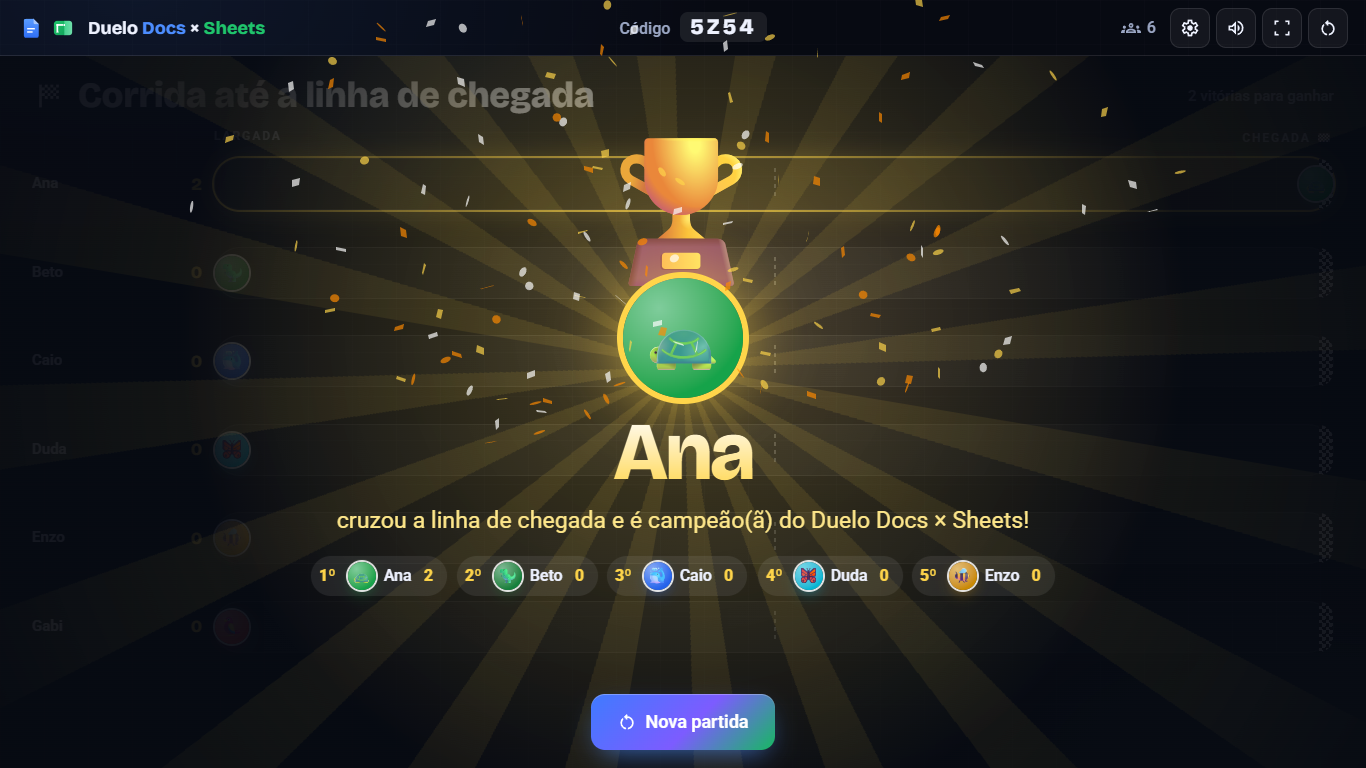 Duelo Docs × Sheets
Código 5Z54
6
Corrida até a linha de chegada
2 vitórias para ganhar
LARGADA
CHEGADA
Ana 2
Beto 0
Caio 0
Duda 0
Enzo 0
Gabi 0
Ana
cruzou a linha de chegada e é campeão(ã) do Duelo Docs × Sheets!
1º Ana 2 2º Beto 0 3º Caio 0 4º Duda 0 5º Enzo 0
Nova partida